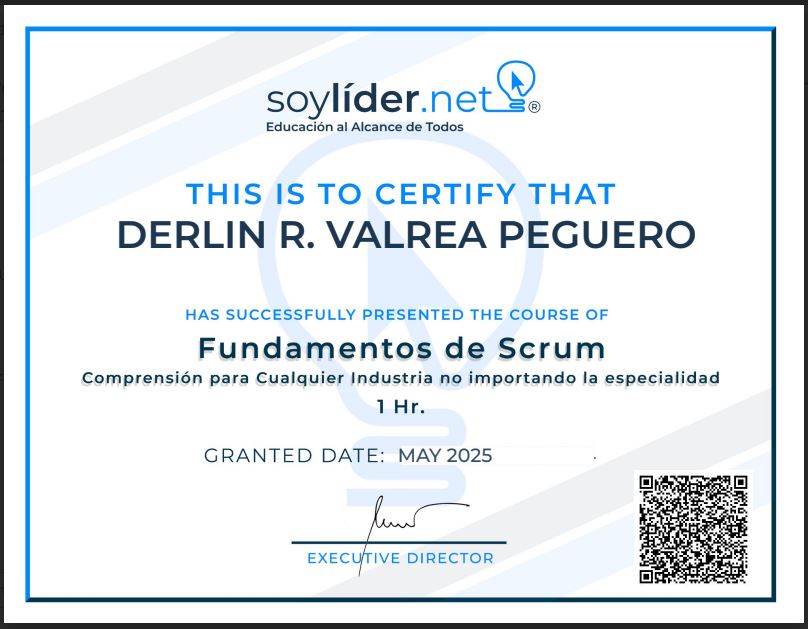 soylíder.net®
Educación al Alcance de Todos
THIS IS TO CERTIFY THAT
DERLIN R. VALREA PEGUERO
HAS SUCCESSFULLY PRESENTED THE COURSE OF
Fundamentos de Scrum
Comprensión para Cualquier Industria no importando la especialidad
1 Hr.
GRANTED DATE: MAY 2025
EXECUTIVE DIRECTOR